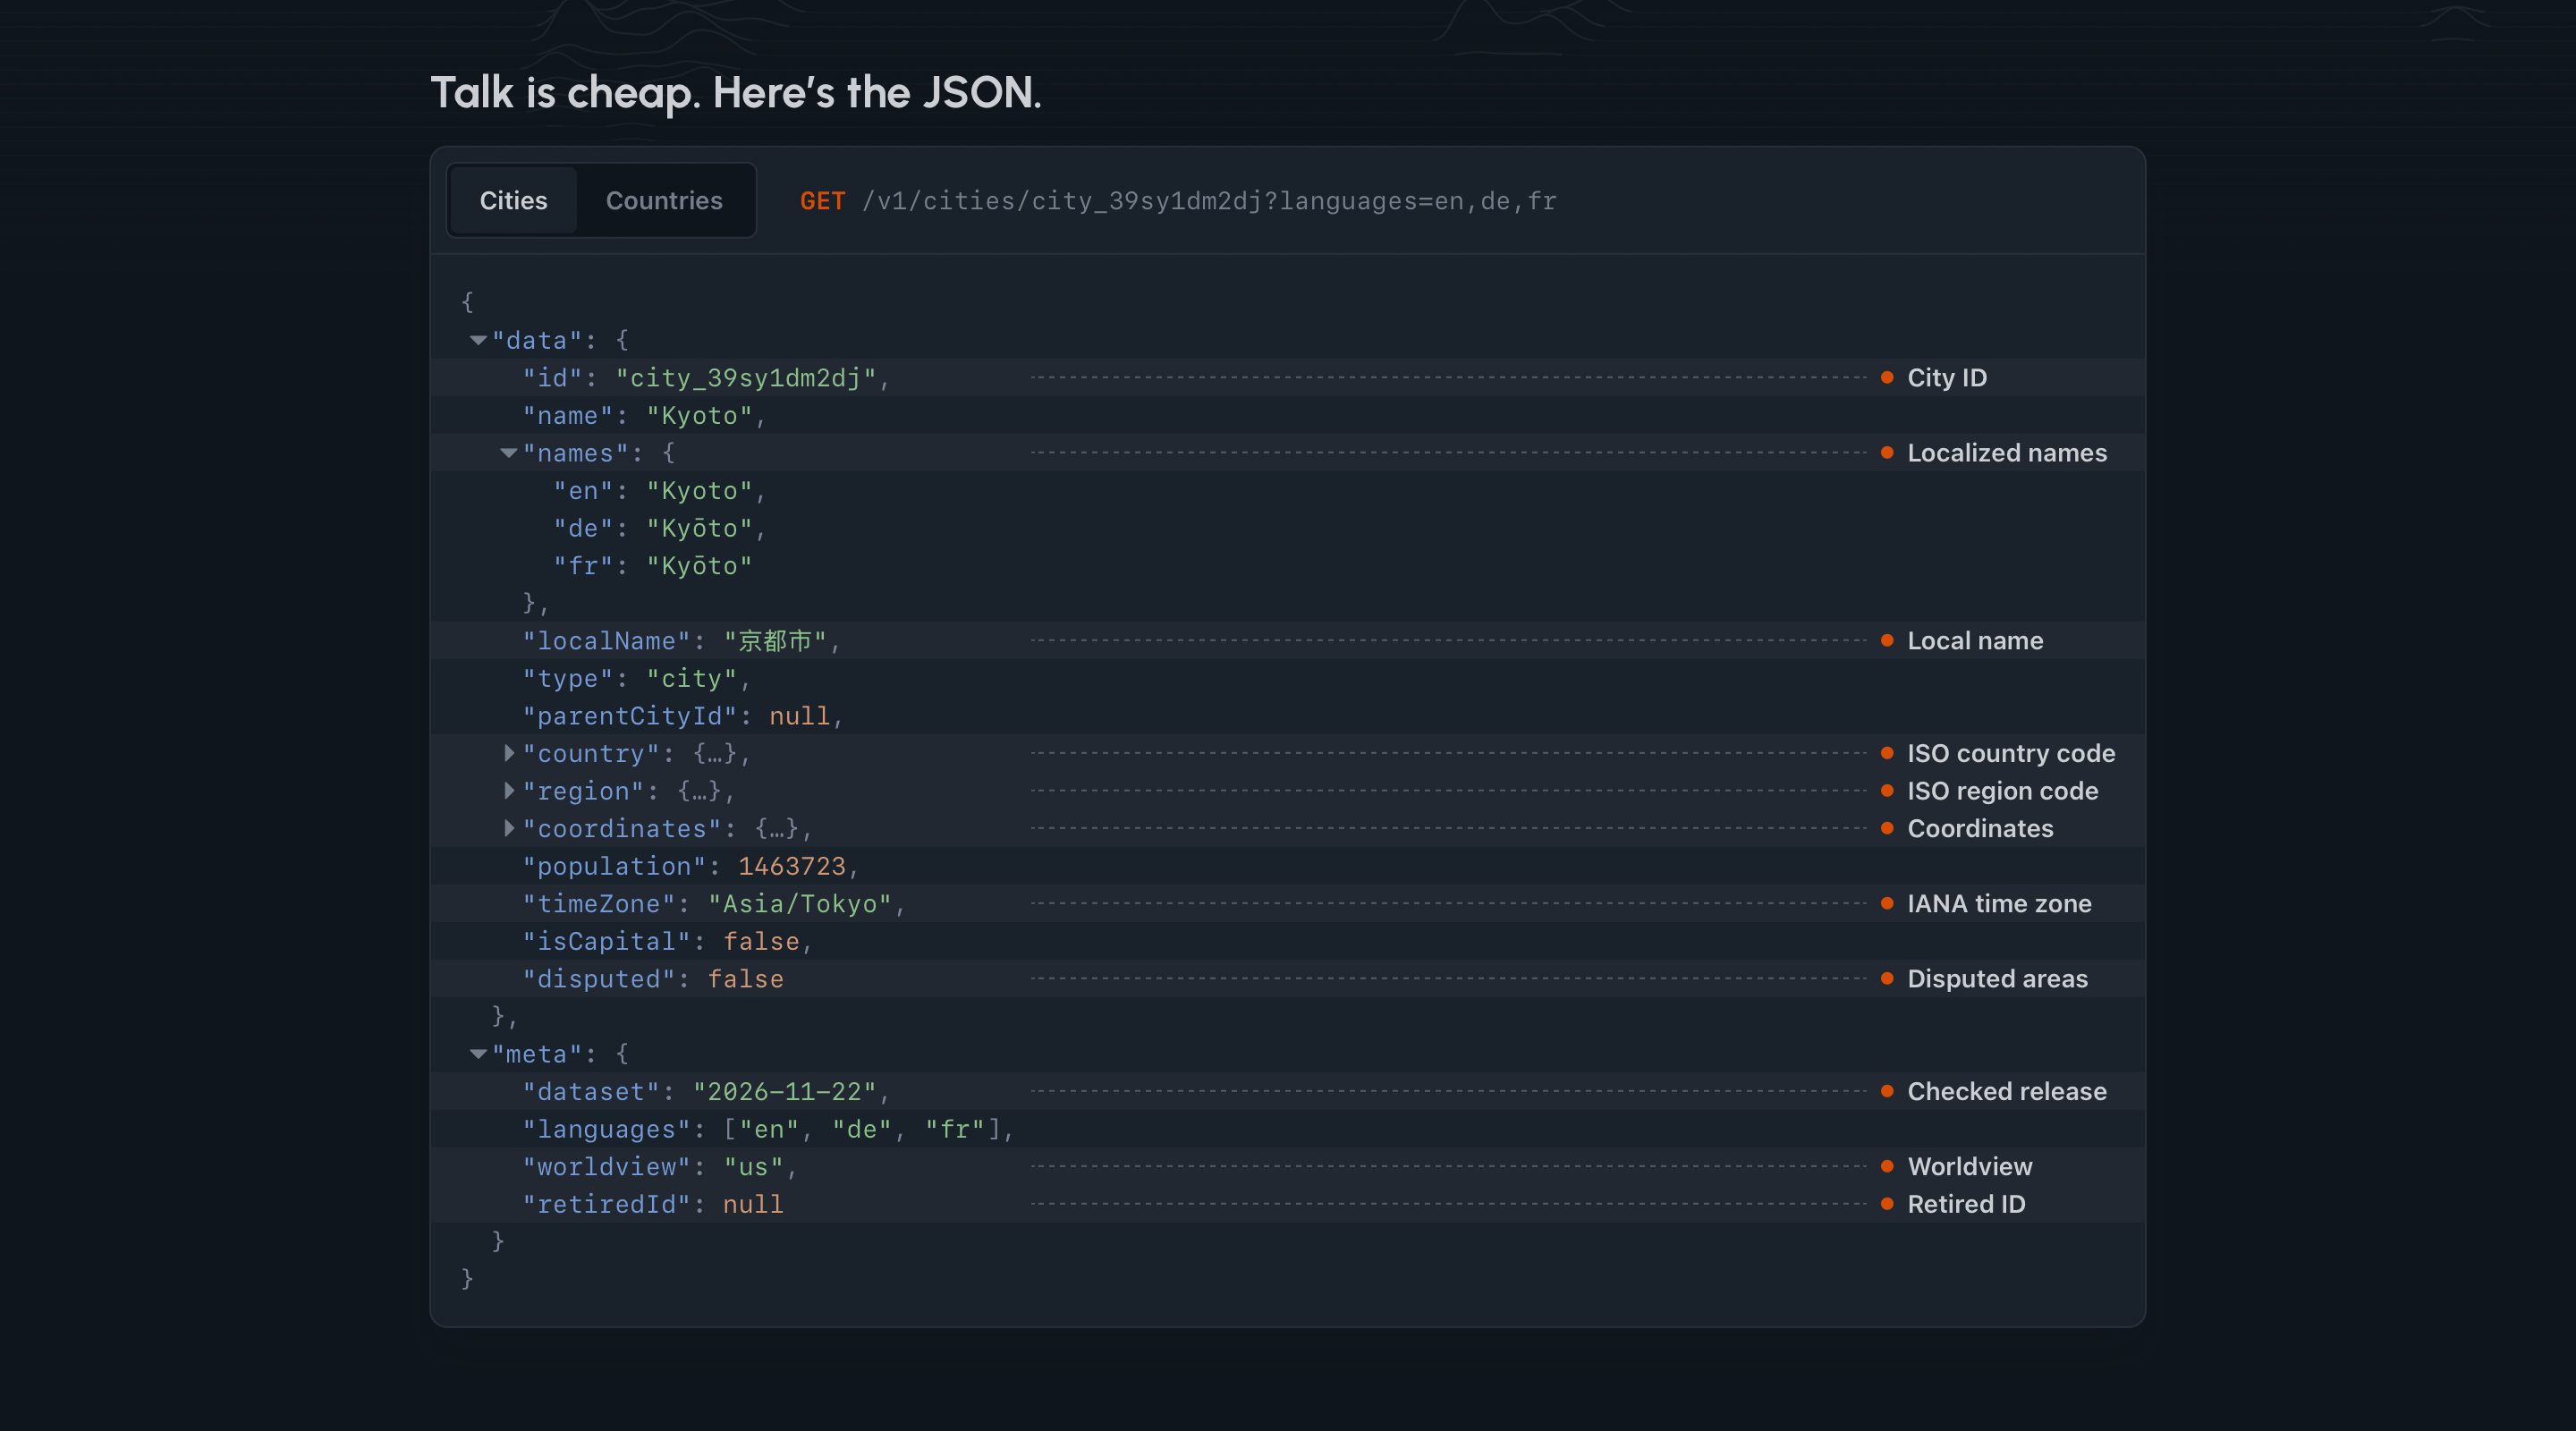 Talk is cheap. Here’s the JSON.
Cities Countries GET /v1/cities/city_39sy1dm2dj?languages=en,de,fr
{
"data": {
"id": "city_39sy1dm2dj", City ID
"name": "Kyoto",
"names": { Localized names
"en": "Kyoto",
"de": "Kyōto",
"fr": "Kyōto"
},
"localName": "京都市", Local name
"type": "city",
"parentCityId": null,
"country": {…}, ISO country code
"region": {…}, ISO region code
"coordinates": {…}, Coordinates
"population": 1463723,
"timeZone": "Asia/Tokyo", IANA time zone
"isCapital": false,
"disputed": false Disputed areas
},
"meta": {
"dataset": "2026-11-22", Checked release
"languages": ["en", "de", "fr"],
"worldview": "us", Worldview
"retiredId": null Retired ID
}
}